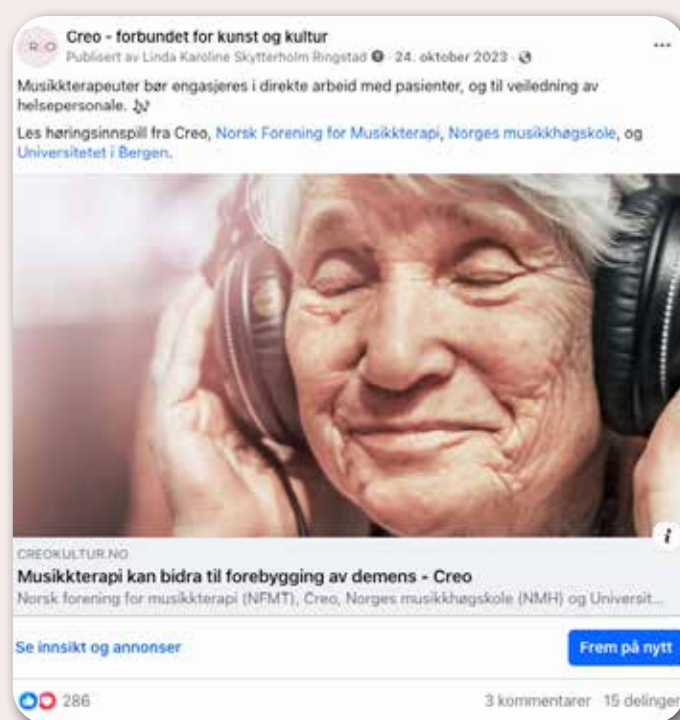 R O
Creo - forbundet for kunst og kultur
Publisert av Linda Karoline Skytterholm Ringstad · 24. oktober 2023 ·
Musikkterapeuter bør engasjeres i direkte arbeid med pasienter, og til veiledning av
helsepersonale.
Les høringsinnspill fra Creo, Norsk Forening for Musikkterapi, Norges musikkhøgskole, og
Universitetet i Bergen.
i
CREOKULTUR.NO
Musikkterapi kan bidra til forebygging av demens - Creo
Norsk forening for musikkterapi (NFMT), Creo, Norges musikkhøgskole (NMH) og Universit...
Se innsikt og annonser
Frem på nytt
286
3 kommentarer 15 delinger